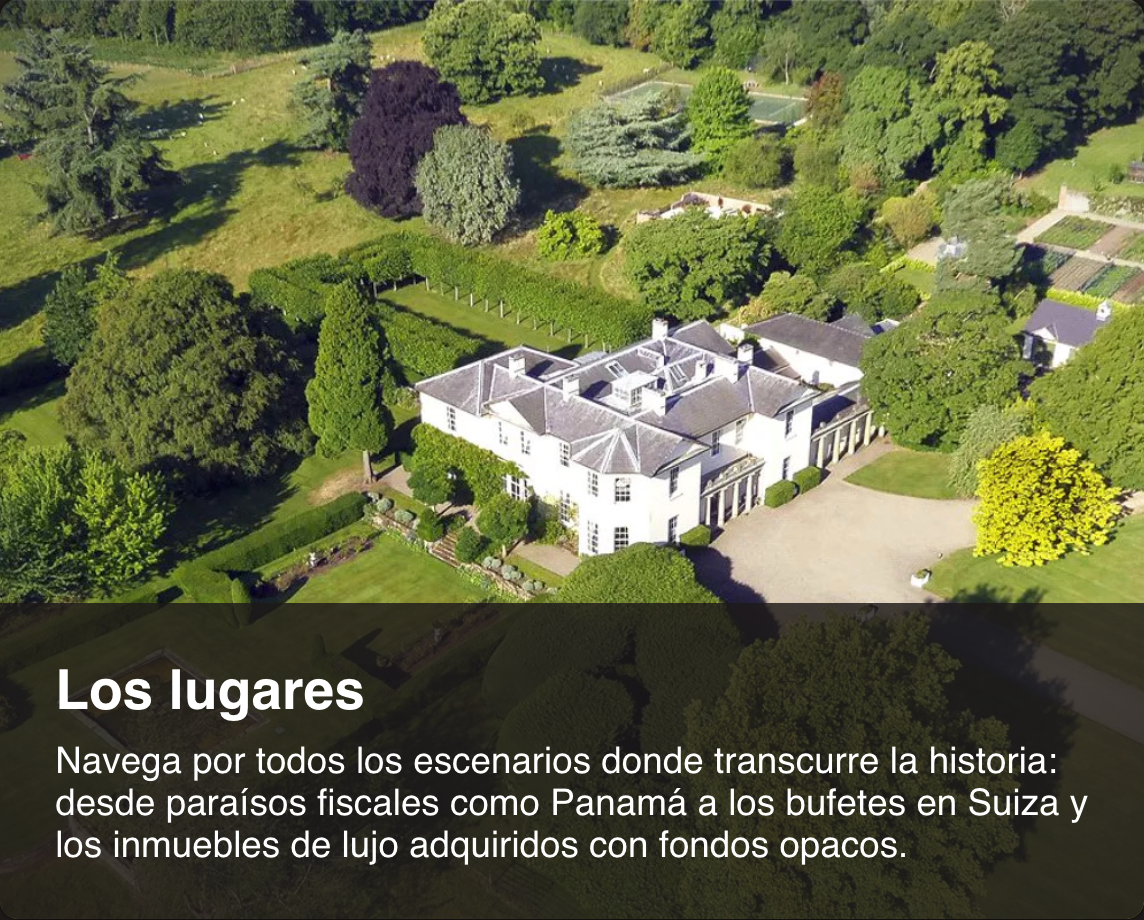 Los lugares
Navega por todos los escenarios donde transcurre la historia:
desde paraísos fiscales como Panamá a los bufetes en Suiza y
los inmuebles de lujo adquiridos con fondos opacos.